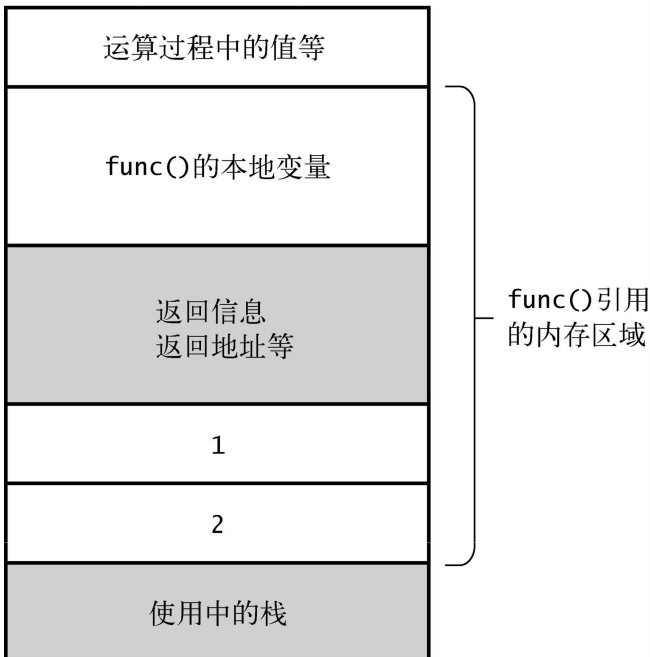 运算过程中的值等
func()的本地变量
返回信息
返回地址等
1
2
使用中的栈
func()引用
的内存区域